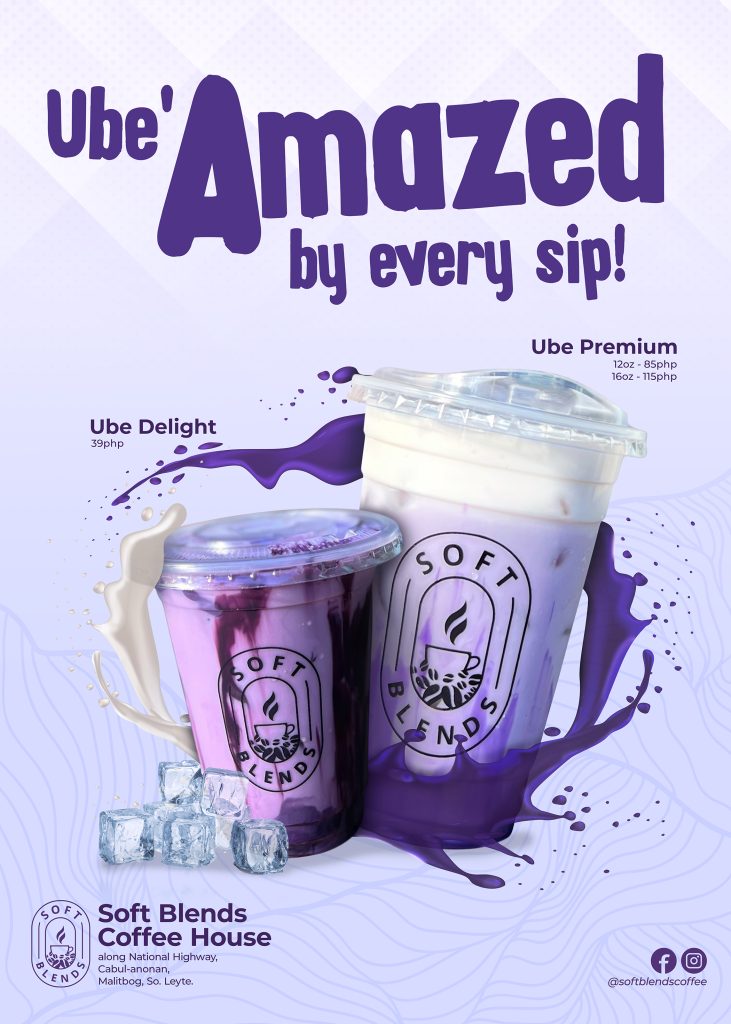 Ube' Amazed
by every sip!
Ube Premium
12oz - 85php
16oz - 115php
Ube Delight
39php
SOFT
BLENDS
SOFT
BLENDS
SOFT
BLENDS
Soft Blends
Coffee House
along National Highway,
Cabul-anonan,
Malitbog, So. Leyte.
@softblendscoffee